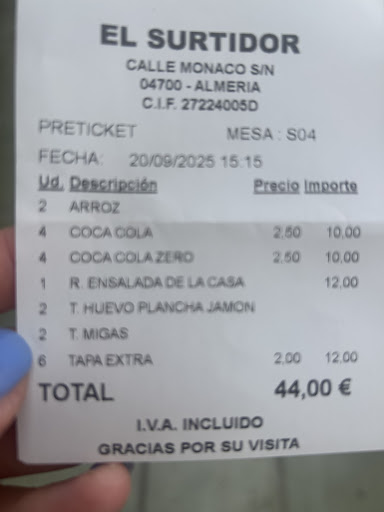 EL SURTIDOR
CALLE MONACO S/N
04700 - ALMERIA
C.I.F. 27224005D
PRETICKET MESA : S04
FECHA: 20/09/2025 15:15
Ud. Descripción Precio Importe
2 ARROZ
4 COCA COLA 2,50 10,00
4 COCA COLA ZERO 2,50 10,00
1 R. ENSALADA DE LA CASA 12,00
2 T. HUEVO PLANCHA JAMON
2 T. MIGAS
6 TAPA EXTRA 2,00 12,00
TOTAL 44,00 €
I.V.A. INCLUIDO
GRACIAS POR SU VISITA